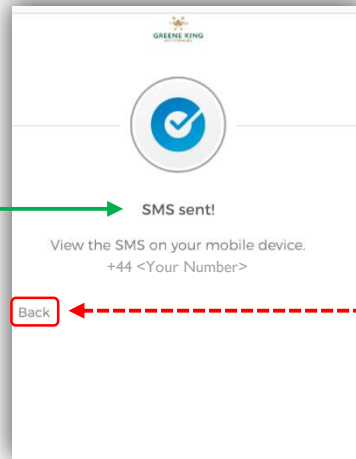 GREENE KING
SMS sent!
View the SMS on your mobile device.
+44 <Your Number>
Back